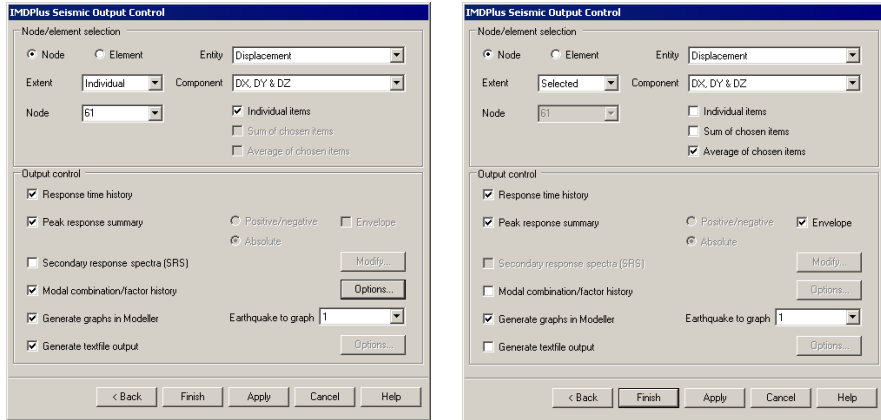 IMDPlus Seismic Output Control
Node/element selection
Node Element Entity Displacement
Extent Individual Component DX, DY & DZ
Node 61 Individual items
Sum of chosen items
Average of chosen items
Output control
Response time history
Peak response summary Positive/negative Envelope
Absolute
Secondary response spectra (SRS) Modify...
Modal combination/factor history Options...
Generate graphs in Modeller Earthquake to graph 1
Generate textfile output Options...
< Back Finish Apply Cancel Help
IMDPlus Seismic Output Control
Node/element selection
Node Element Entity Displacement
Extent Selected Component DX, DY & DZ
Node 61 Individual items
Sum of chosen items
Average of chosen items
Output control
Response time history
Peak response summary Positive/negative Envelope
Absolute
Secondary response spectra (SRS) Modify...
Modal combination/factor history Options...
Generate graphs in Modeller Earthquake to graph 1
Generate textfile output Options...
< Back Finish Apply Cancel Help